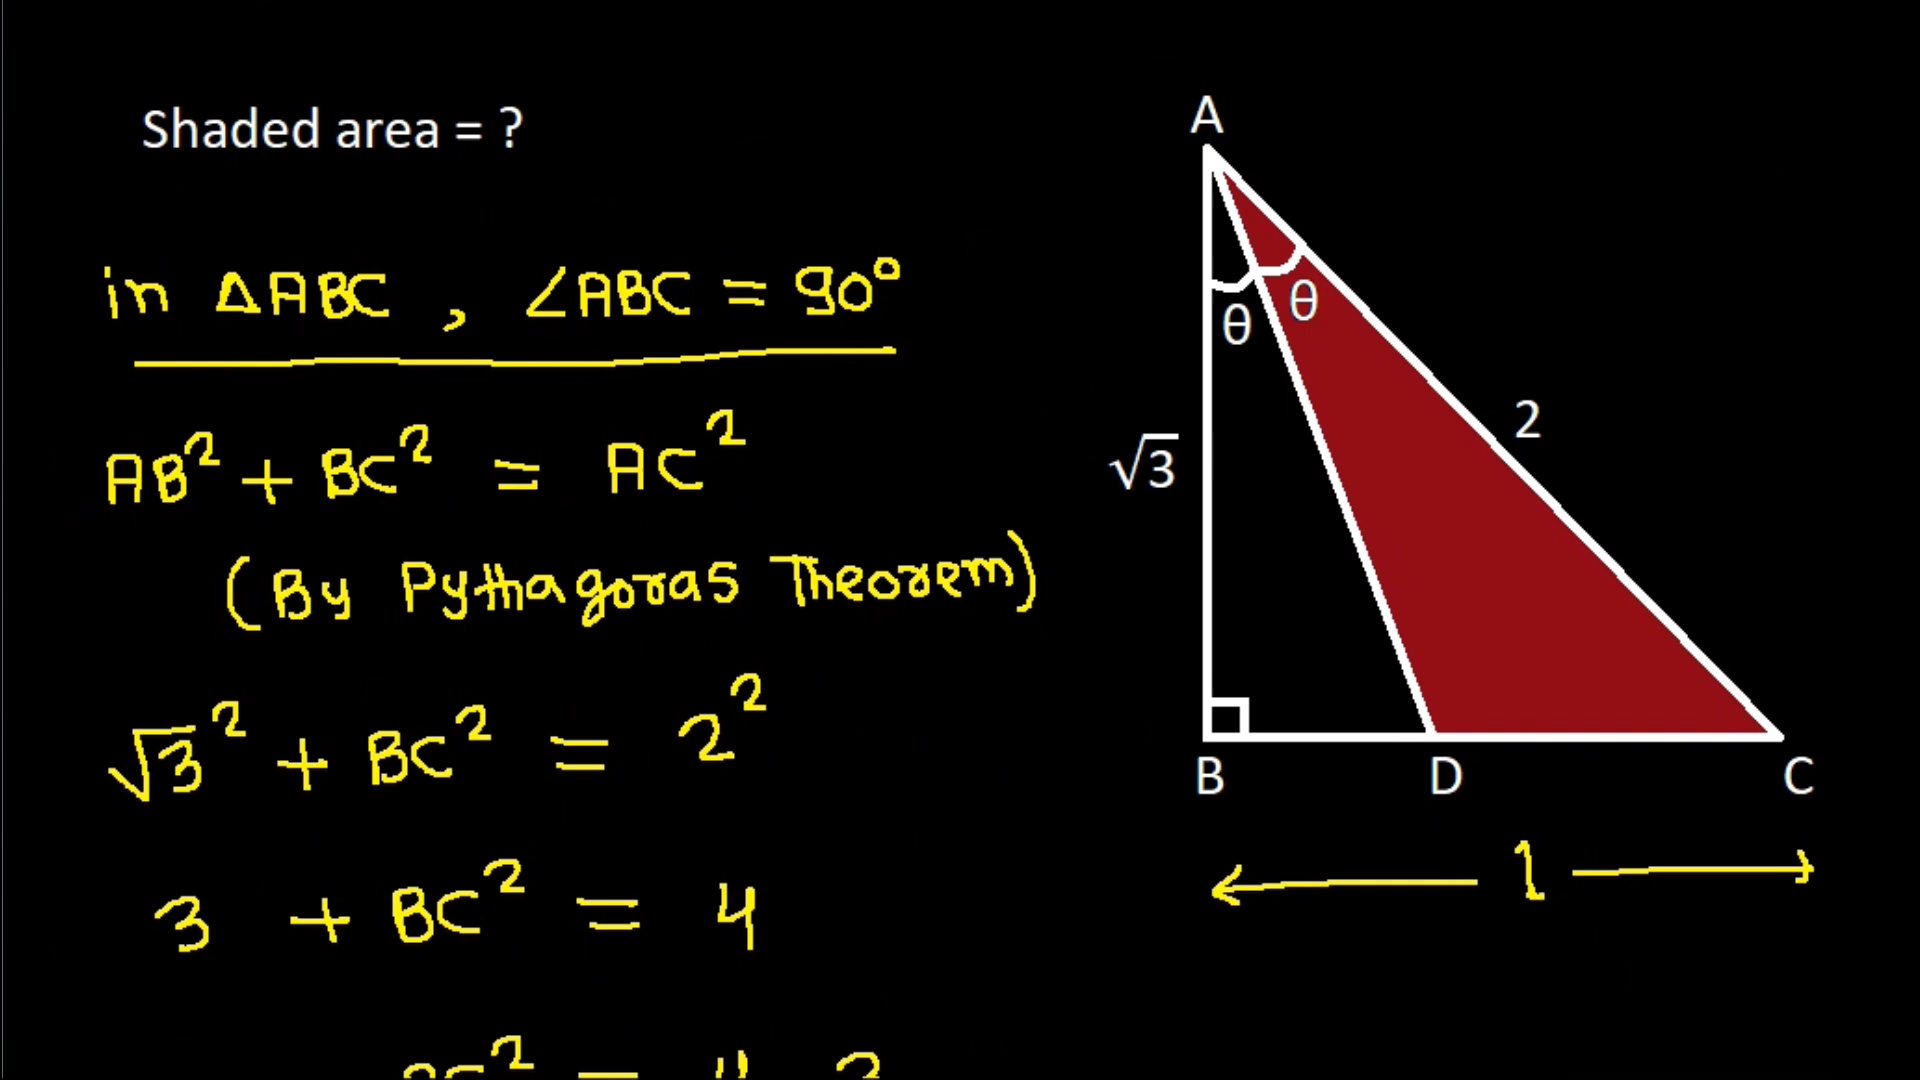 Shaded area = ?
in ΔABC , ∠ABC = 90°
AB² + BC² = AC²
(By Pythagoras Theorem)
√3² + BC² = 2²
3 + BC² = 4
A
θ
θ
2
√3
B
D
C
1